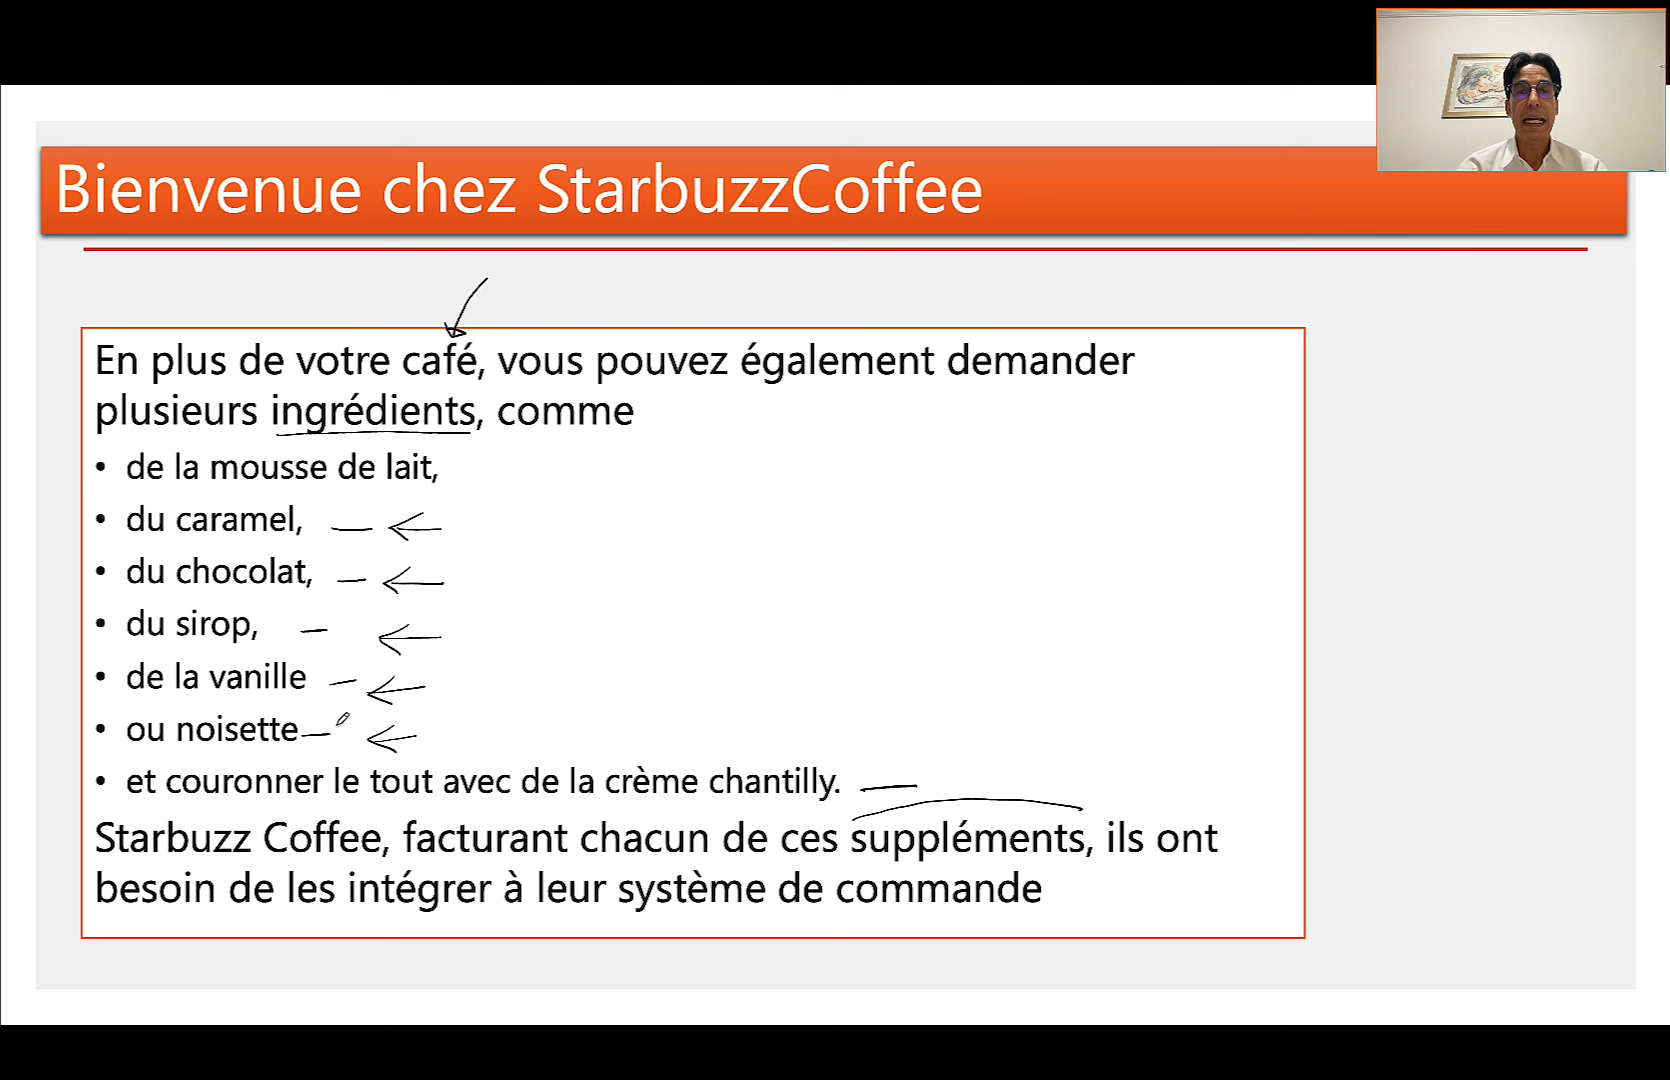 Bienvenue chez StarbuzzCoffee
En plus de votre café, vous pouvez également demander
plusieurs ingrédients, comme
• de la mousse de lait,
• du caramel,
• du chocolat,
• du sirop,
• de la vanille
• ou noisette
• et couronner le tout avec de la crème chantilly.
Starbuzz Coffee, facturant chacun de ces suppléments, ils ont
besoin de les intégrer à leur système de commande